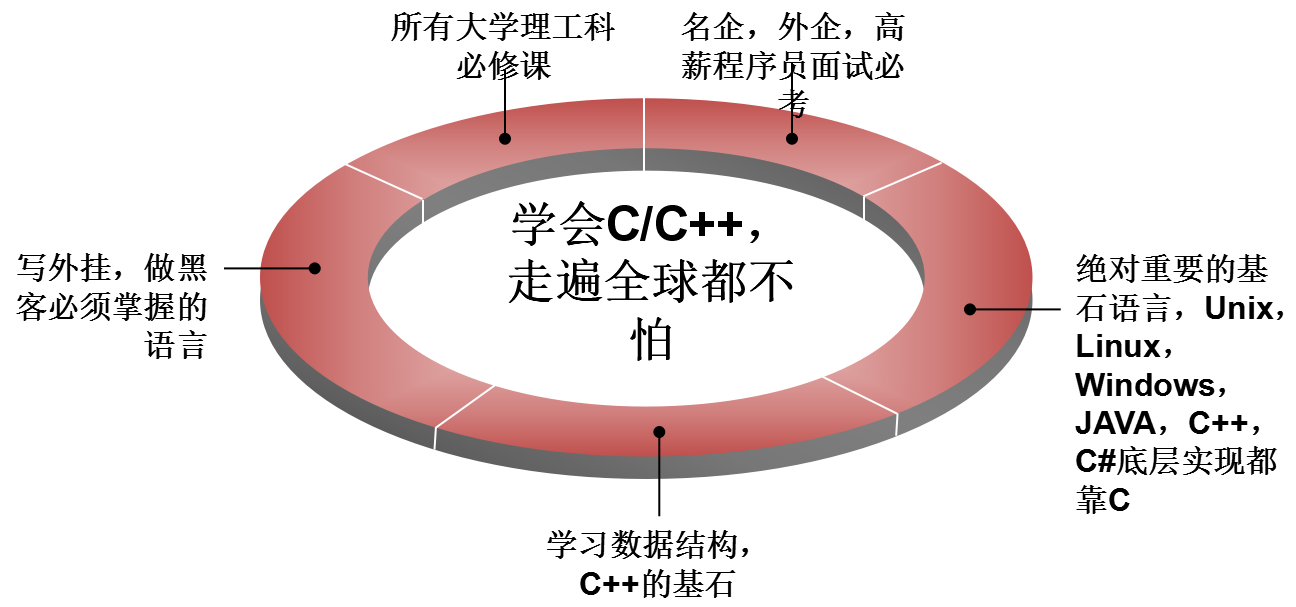 所有大学理工科
必修课
名企，外企，高
薪程序员面试必
考
学会C/C++，
走遍全球都不
怕
写外挂，做黑
客必须掌握的
语言
绝对重要的基
石语言，Unix，
Linux，
Windows，
JAVA，C++，
C#底层实现都
靠C
学习数据结构，
C++的基石